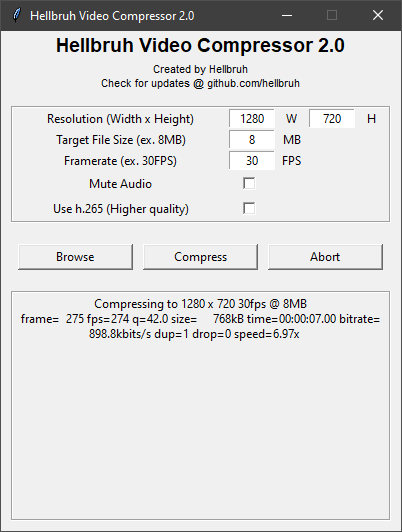 Hellbruh Video Compressor 2.0
Hellbruh Video Compressor 2.0
Created by Hellbruh
Check for updates @ github.com/hellbruh
Resolution (Width x Height) 1280 W 720 H
Target File Size (ex. 8MB) 8 MB
Framerate (ex. 30FPS) 30 FPS
Mute Audio
Use h.265 (Higher quality)
Browse Compress Abort
Compressing to 1280 x 720 30fps @ 8MB
frame=  275 fps=274 q=42.0 size=     768kB time=00:00:07.00 bitrate=
898.8kbits/s dup=1 drop=0 speed=6.97x